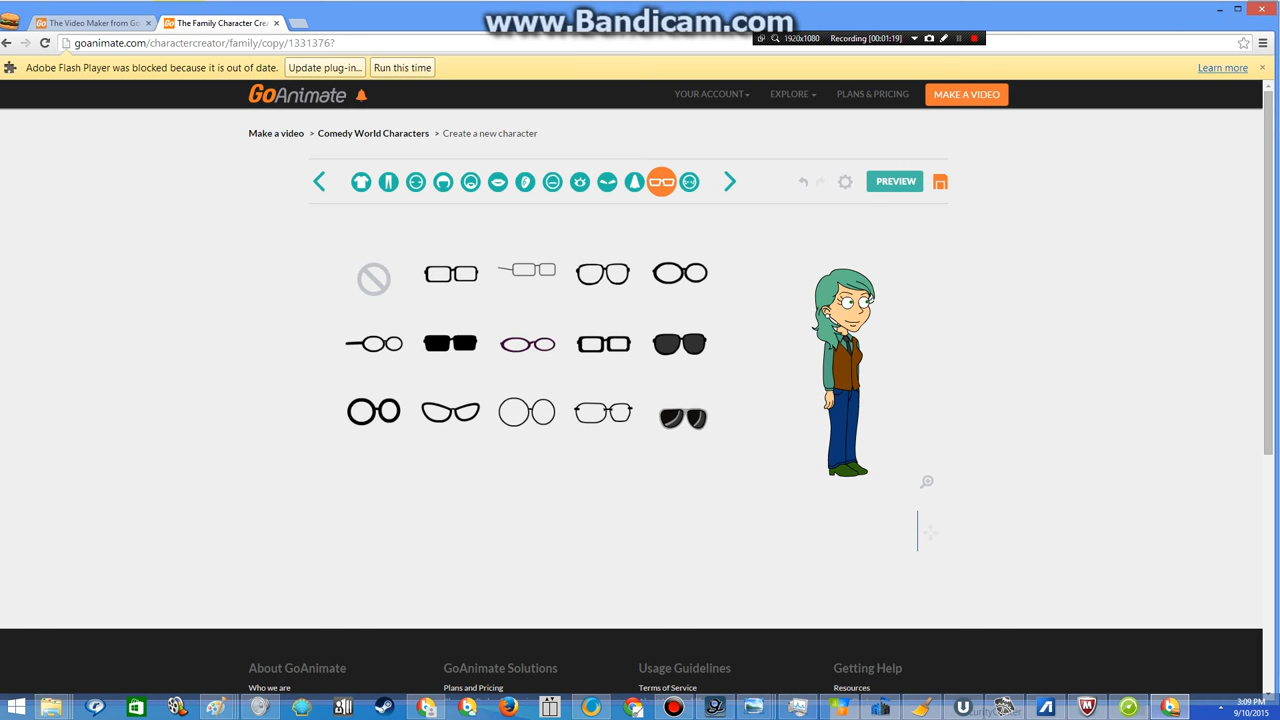 www.Bandicam.com
The Video Maker from Go
The Family Character Cre
1920x1080
Recording [00:01:19]
goanimate.com/charactercreator/family/copy/1331376?
Adobe Flash Player was blocked because it is out of date.
Update plug-in...
Run this time
Learn more
GoAnimate
YOUR ACCOUNT
EXPLORE
PLANS & PRICING
MAKE A VIDEO
Make a video > Comedy World Characters > Create a new character
PREVIEW
About GoAnimate
GoAnimate Solutions
Usage Guidelines
Getting Help
Who we are
Plans and Pricing
Terms of Service
Resources
3:09 PM
9/10/2015